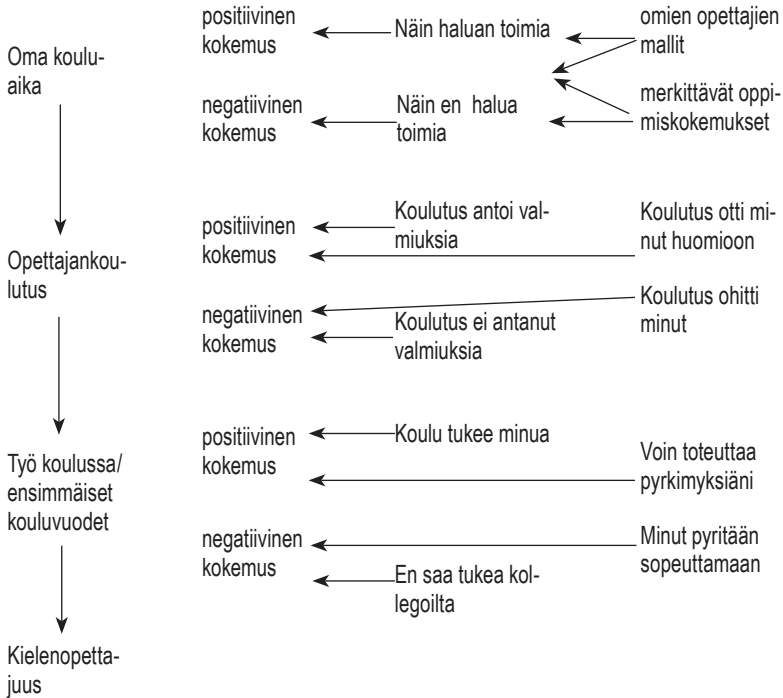 positiivinen
kokemus
Näin haluan toimia
omien opettajien
mallit
Oma koulu-
aika
negatiivinen
kokemus
Näin en halua
toimia
merkittävät oppi-
miskokemukset
positiivinen
kokemus
Koulutus antoi val-
miuksia
Koulutus otti mi-
nut huomioon
Opettajankou-
lutus
negatiivinen
kokemus
Koulutus ei antanut
valmiuksia
Koulutus ohitti
minut
positiivinen
kokemus
Koulu tukee minua
Voin toteuttaa
pyrkimyksiäni
Työ koulussa/
ensimmäiset
kouluvuodet
negatiivinen
kokemus
Minut pyritään
sopeuttamaan
En saa tukea kol-
legoilta
Kielenopetta-
juus